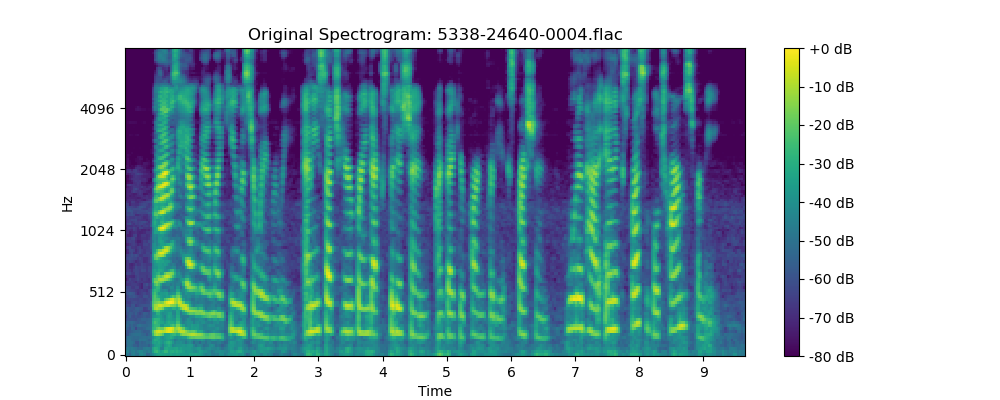 Original Spectrogram: 5338-24640-0004.flac
Hz
4096
2048
1024
512
0
0 1 2 3 4 5 6 7 8 9
Time
+0 dB
-10 dB
-20 dB
-30 dB
-40 dB
-50 dB
-60 dB
-70 dB
-80 dB